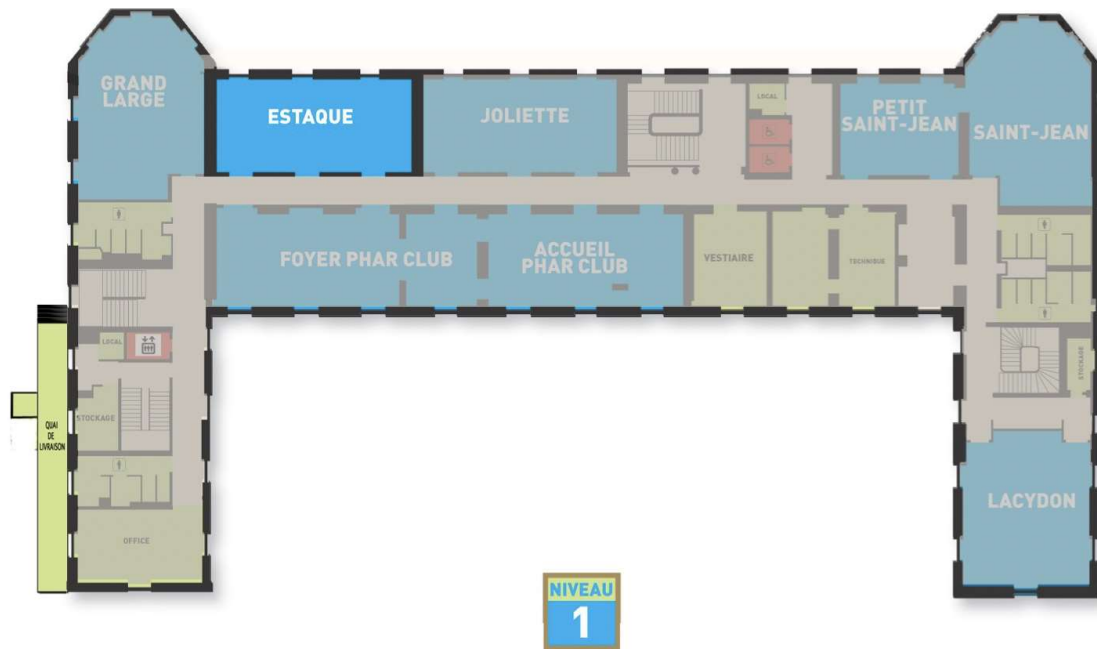 GRAND
LARGE
ESTAQUE
JOLIETTE
LOCAL
PETIT
SAINT-JEAN
SAINT-JEAN
FOYER PHAR CLUB
ACCUEIL
PHAR CLUB
VESTIAIRE
TECHNIQUE
LOCAL
STOCKAGE
STOCKAGE
QUAI
DE
LIVRAISON
OFFICE
LACYDON
NIVEAU
1